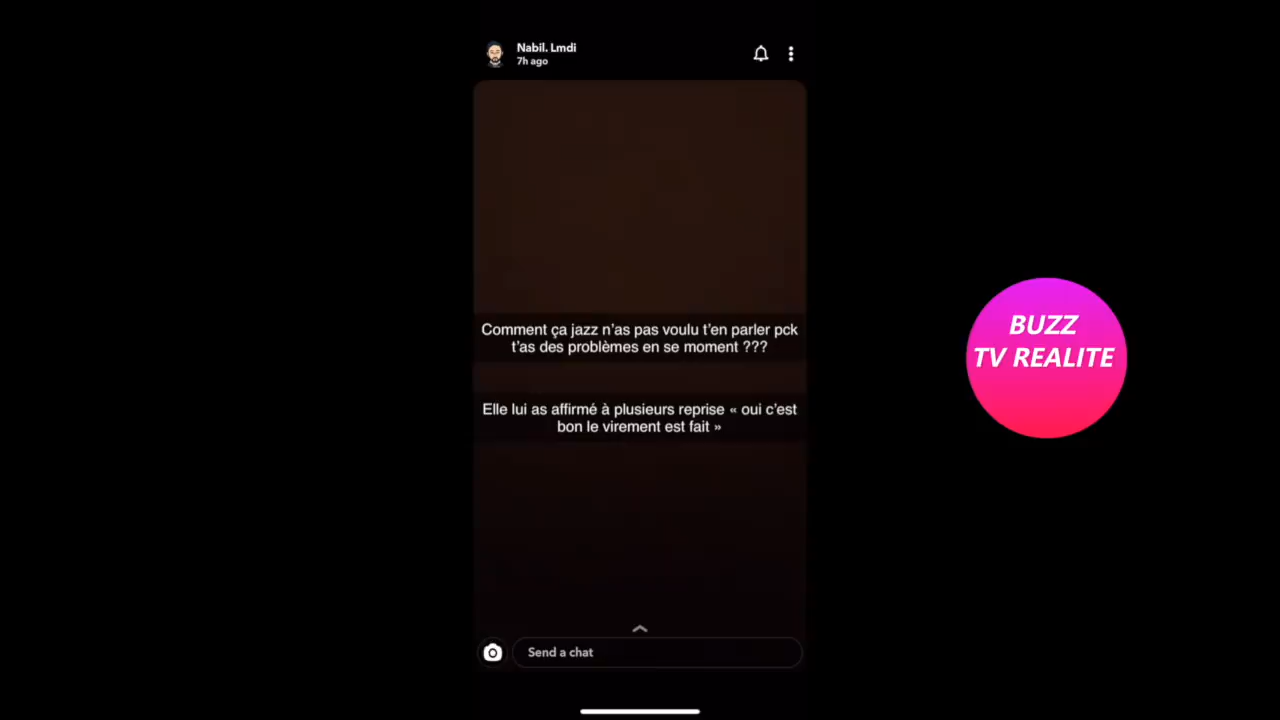 Nabil. Lmdi
7h ago
Comment ça jazz n'as pas voulu t'en parler pck
t'as des problèmes en se moment ???
Elle lui as affirmé à plusieurs reprise « oui c'est
bon le virement est fait »
BUZZ
TV REALITE
Send a chat